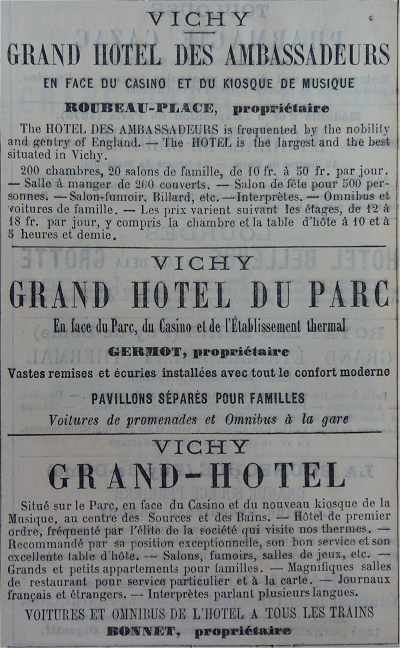 VICHY
GRAND HOTEL DES AMBASSADEURS
EN FACE DU CASINO ET DU KIOSQUE DE MUSIQUE
ROUBEAU-PLACE, propriétaire
The HOTEL DES AMBASSADEURS is frequented by the nobility
and gentry of England. — The HOTEL is the largest and the best
situated in Vichy.
200 chambres, 20 salons de famille, de 10 fr. à 50 fr. par jour.
— Salle à manger de 200 couverts. — Salon de fête pour 500 per-
sonnes. — Salon-fumoir, Billard, etc. — Interprètes. — Omnibus et
voitures de famille. — Les prix varient suivant les étages, de 12 à
18 fr. par jour, y compris la chambre et la table d'hôte à 10 et à
5 heures et demie.
VICHY
GRAND HOTEL DU PARC
En face du Parc, du Casino et de l'Établissement thermal
GERMOT, propriétaire
Vastes remises et écuries installées avec tout le confort moderne
PAVILLONS SÉPARÉS POUR FAMILLES
Voitures de promenades et Omnibus à la gare
VICHY
GRAND-HOTEL
Situé sur le Parc, en face du Casino et du nouveau kiosque de la
Musique, au centre des Sources et des Bains. — Hôtel de premier
ordre, fréquenté par l'élite de la société qui visite nos thermes. —
Recommandé par sa position exceptionnelle, son bon service et son
excellente table d'hôte. — Salons, fumoirs, salles de jeux, etc. —
Grands et petits appartements pour familles. — Magnifiques salles
de restaurant pour service particulier et à la carte. — Journaux
français et étrangers. — Interprètes parlant plusieurs langues.
VOITURES ET OMNIBUS DE L'HOTEL A TOUS LES TRAINS
BONNET, propriétaire